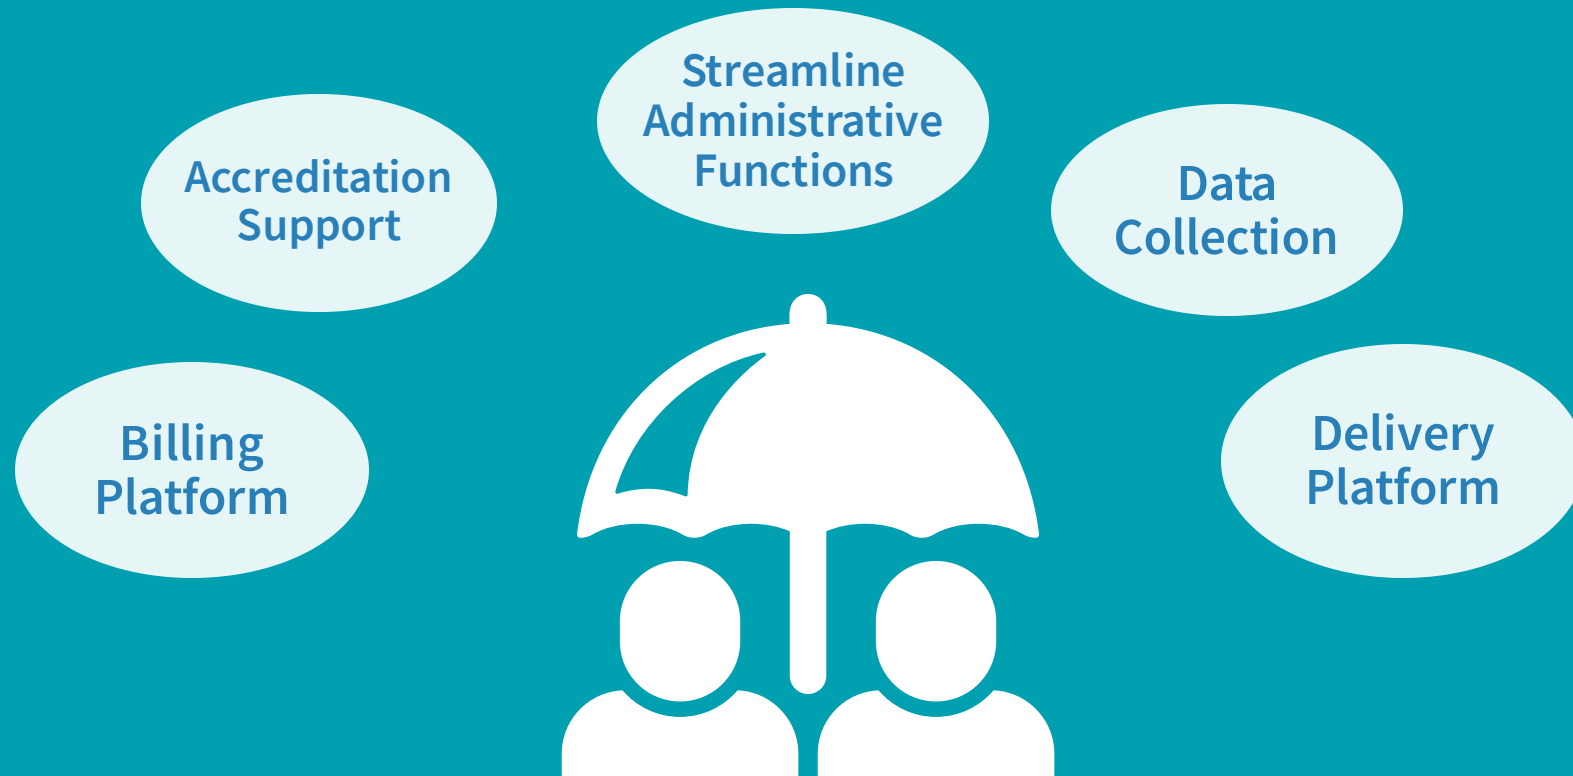 Streamline
Administrative
Functions
Accreditation
Support
Data
Collection
Billing
Platform
Delivery
Platform